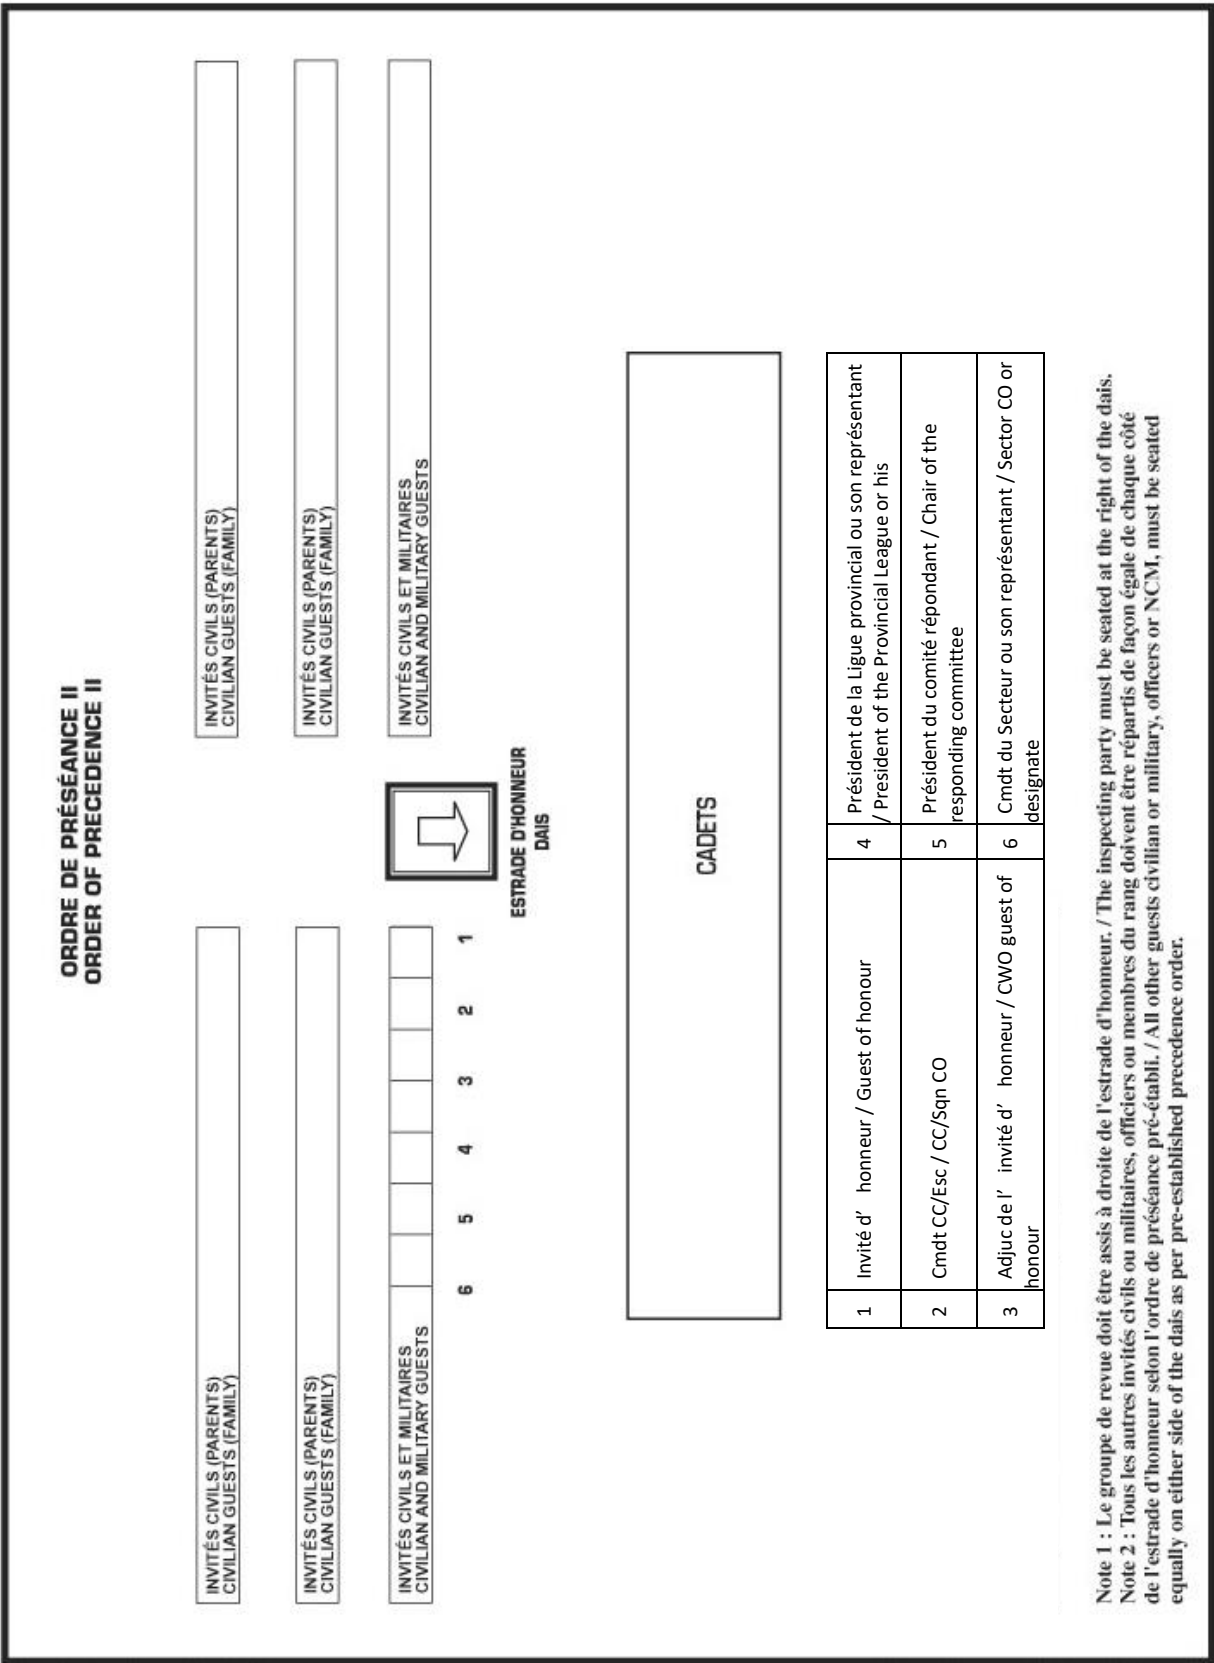 ORDRE DE PRÉSÉANCE II
ORDER OF PRECEDENCE II
INVITÉS CIVILS (PARENTS)
CIVILIAN GUESTS (FAMILY)
INVITÉS CIVILS (PARENTS)
CIVILIAN GUESTS (FAMILY)
INVITÉS CIVILS (PARENTS)
CIVILIAN GUESTS (FAMILY)
INVITÉS CIVILS (PARENTS)
CIVILIAN GUESTS (FAMILY)
INVITÉS CIVILS ET MILITAIRES
CIVILIAN AND MILITARY GUESTS
INVITÉS CIVILS ET MILITAIRES
CIVILIAN AND MILITARY GUESTS
6 5 4 3 2 1
ESTRADE D'HONNEUR
DAIS
CADETS
1 Invité d’ honneur / Guest of honour
4 Président de la Ligue provincial ou son représentant
/ President of the Provincial League or his
2 Cmdt CC/Esc / CC/Sqn CO
5 Président du comité répondant / Chair of the
responding committee
3 Adjuc de l’ invité d’ honneur / CWO guest of
honour
6 Cmdt du Secteur ou son représentant / Sector CO or
designate
Note 1 : Le groupe de revue doit être assis à droite de l'estrade d'honneur. / The inspecting party must be seated at the right of the dais.
Note 2 : Tous les autres invités civils ou militaires, officiers ou membres du rang doivent être répartis de façon égale de chaque côté
de l'estrade d'honneur selon l'ordre de préséance pré-établi. / All other guests civilian or military, officers or NCM, must be seated
equally on either side of the dais as per pre-established precedence order.